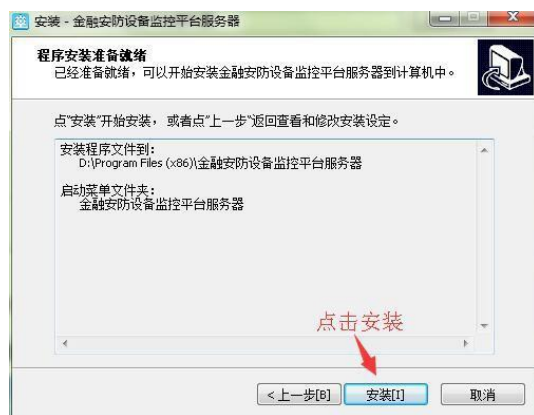 安装 - 金融安防设备监控平台服务器
程序安装准备就绪
已经准备就绪，可以开始安装金融安防设备监控平台服务器到计算机中。
点"安装"开始安装， 或者点"上一步"返回查看和修改安装设定。
安装程序文件到：
D:\Program Files (x86)\金融安防设备监控平台服务器
启动菜单文件夹：
金融安防设备监控平台服务器
点击安装
<上一步[B] 安装[I] 取消